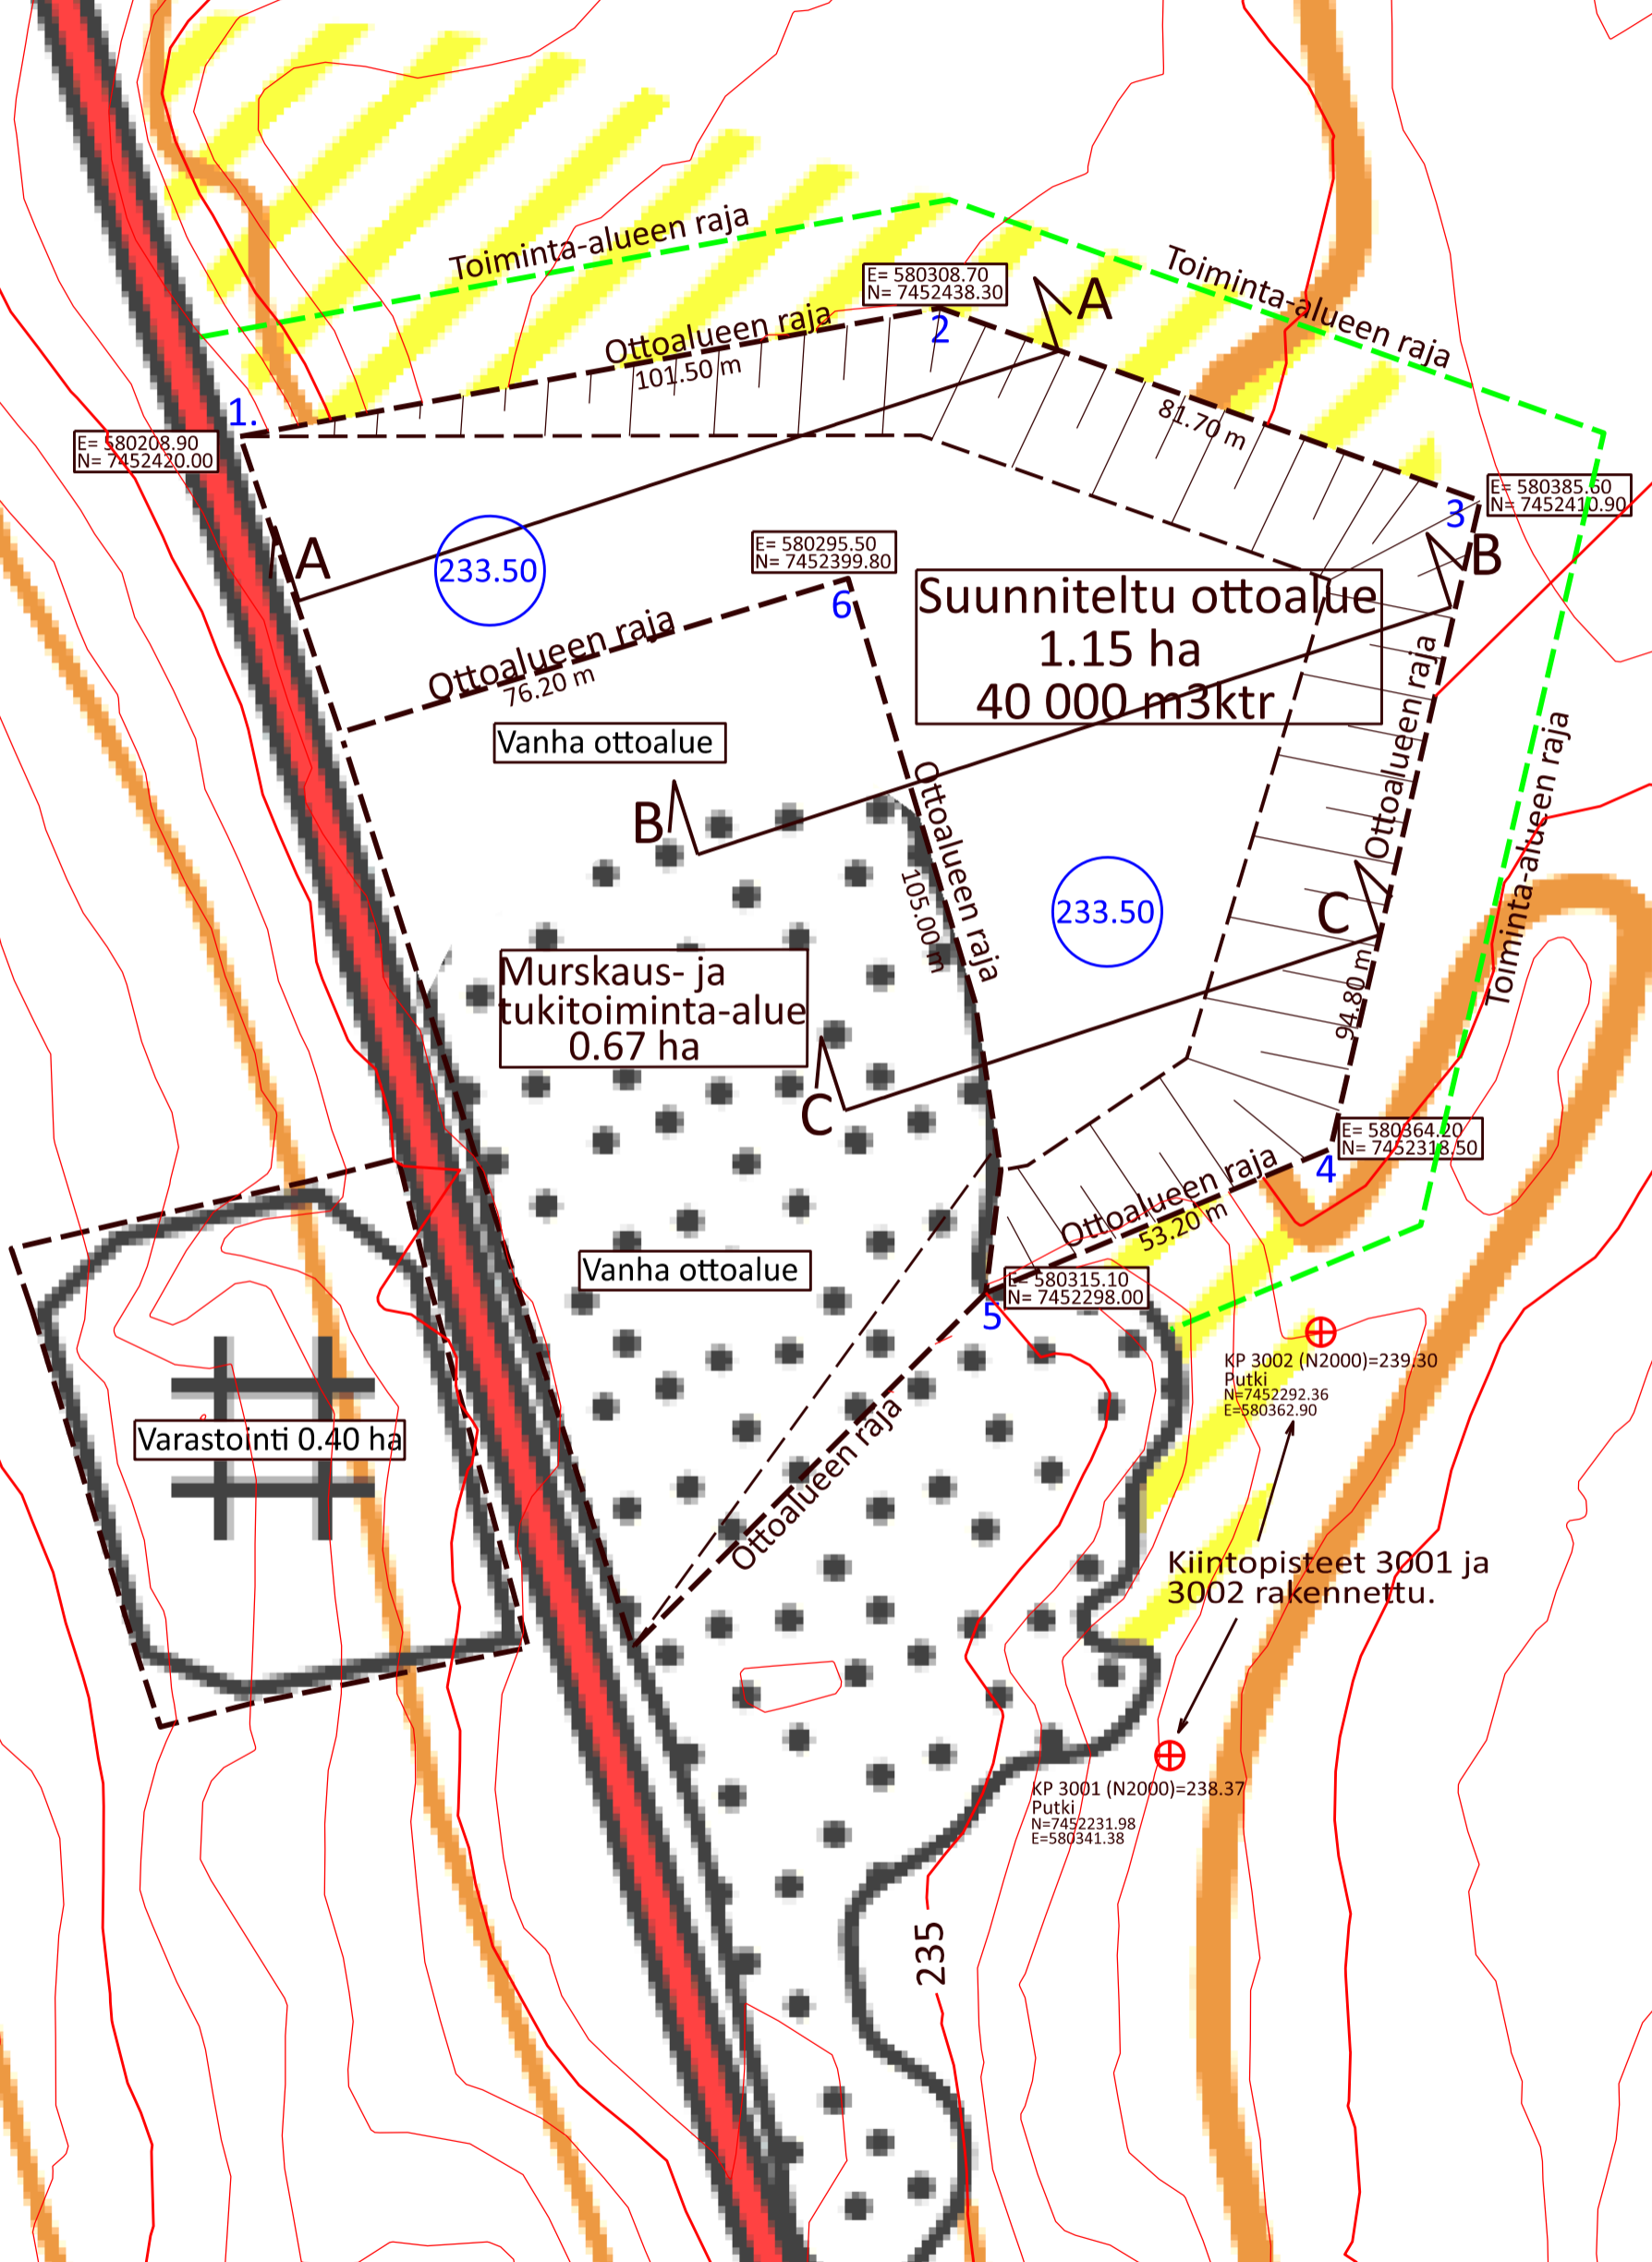 Toiminta-alueen raja
Toiminta-alueen raja
E= 580308.70
N= 7452438.30
A
2
Ottoalueen raja
101.50 m
1.
81.70 m
E= 580208.90
N= 7452420.00
E= 580385.60
N= 7452410.90
3
A
B
233.50
E= 580295.50
N= 7452399.80
6
Suunniteltu ottoalue
1.15 ha
40 000 m3ktr
Ottoalueen raja
76.20 m
Vanha ottoalue
B
Ottoalueen raja
105.00 m
Ottoalueen raja
94.80 m
Toiminta-alueen raja
233.50
C
Murskaus- ja
tukitoiminta-alue
0.67 ha
C
E= 580364.20
N= 7452318.50
4
Ottoalueen raja
53.20 m
Vanha ottoalue
E= 580315.10
N= 7452298.00
5
KP 3002 (N2000)=239.30
Putki
N=7452292.36
E=580362.90
Varastointi 0.40 ha
Ottoalueen raja
Kiintopisteet 3001 ja
3002 rakennettu.
KP 3001 (N2000)=238.37
Putki
N=7452231.98
E=580341.38
235